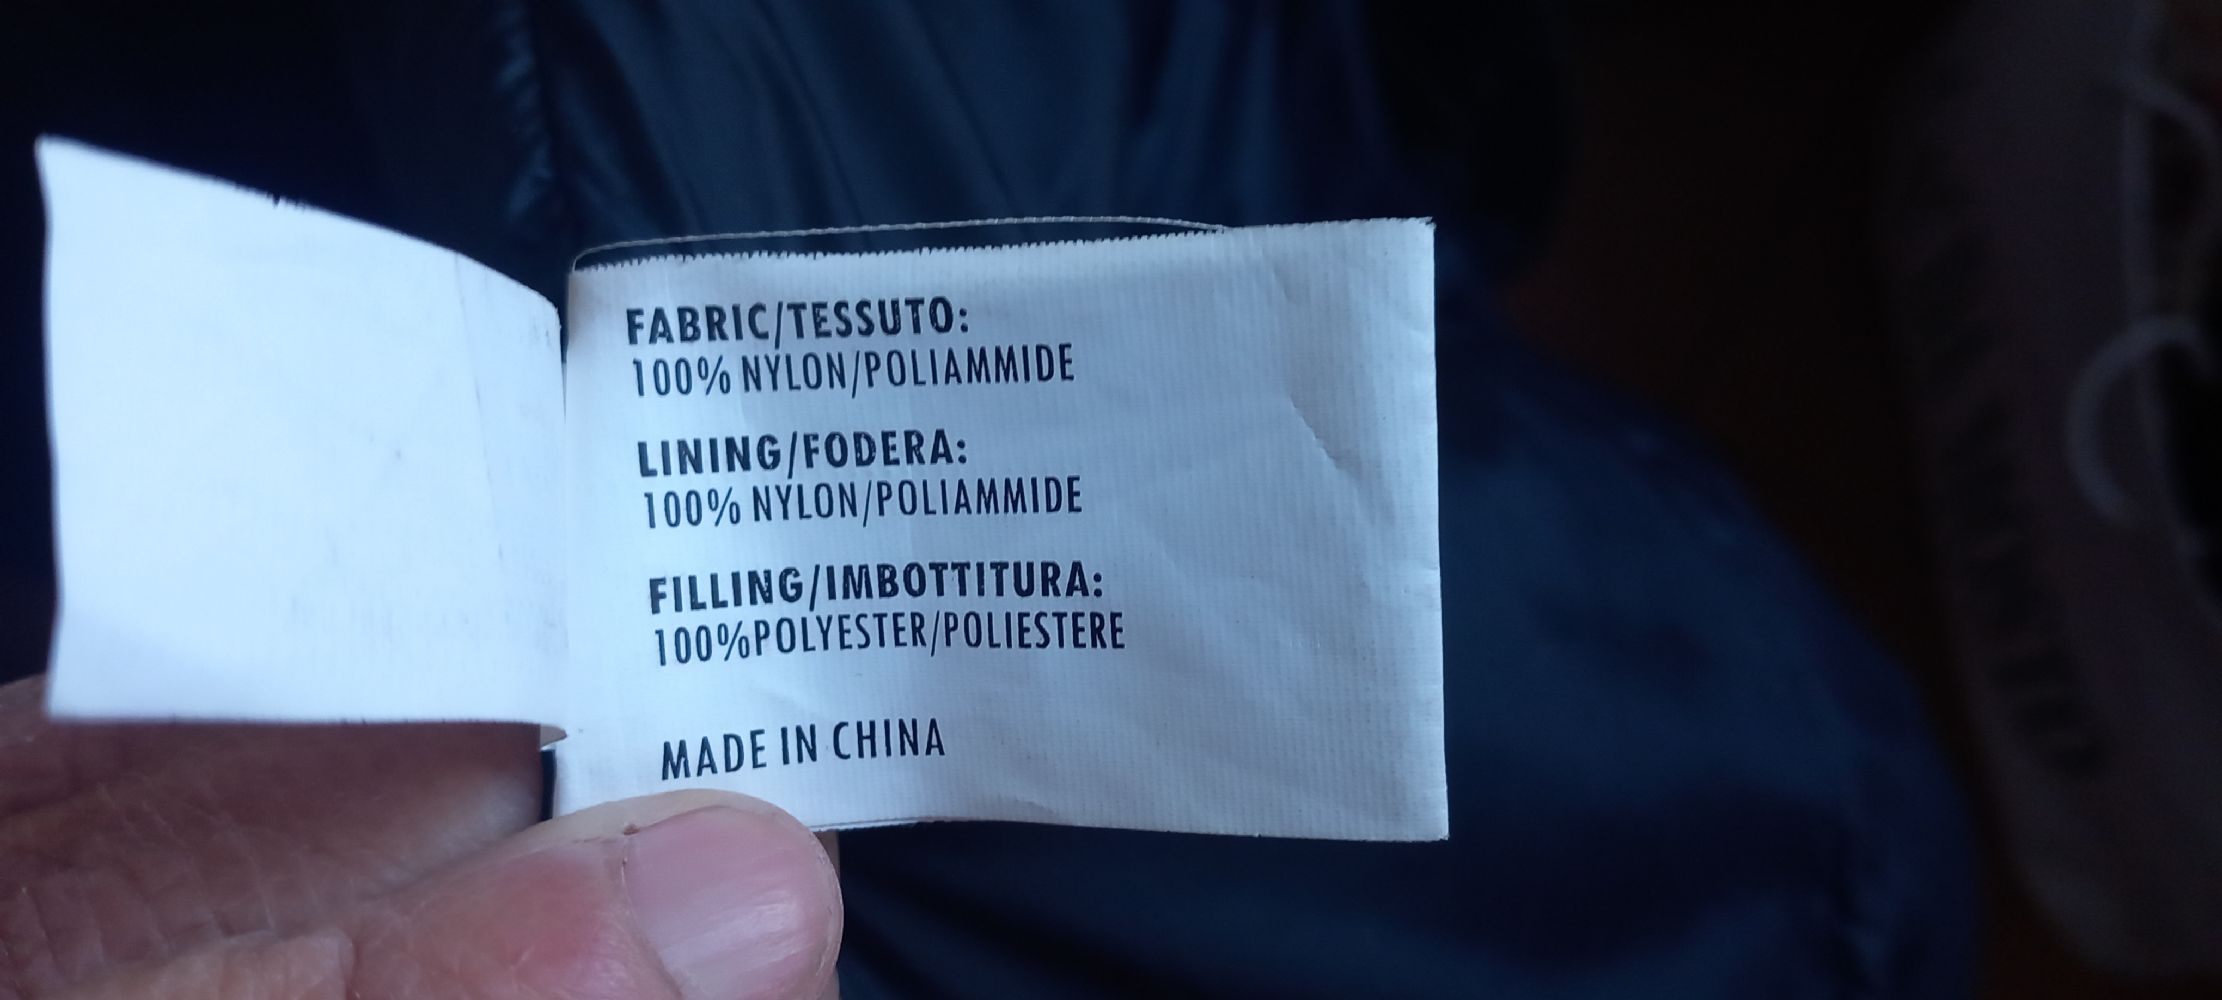 FABRIC/TESSUTO:
100% NYLON/POLIAMMIDE
LINING/FODERA:
100% NYLON/POLIAMMIDE
FILLING/IMBOTTITURA:
100%POLYESTER/POLIESTERE
MADE IN CHINA